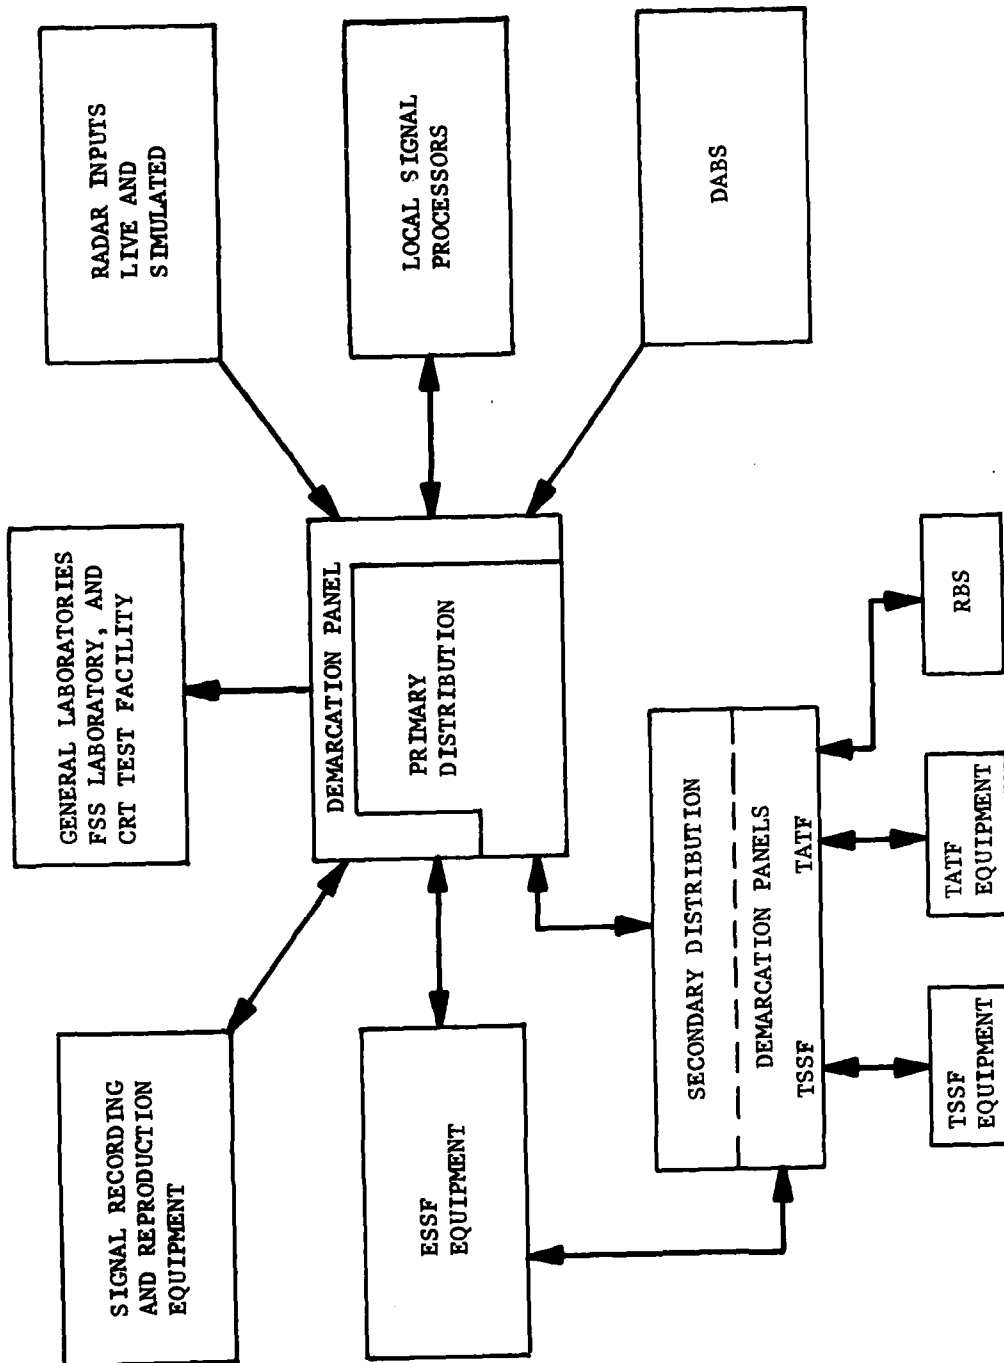 SIGNAL RECORDING
AND REPRODUCTION
EQUIPMENT
GENERAL LABORATORIES
FSS LABORATORY, AND
CRT TEST FACILITY
RADAR INPUTS
LIVE AND
SIMULATED
ESSF
EQUIPMENT
DEMARCATION PANEL
PRIMARY
DISTRIBUTION
LOCAL SIGNAL
PROCESSORS
DABS
SECONDARY DISTRIBUTION
DEMARCATION PANELS
TSSF
TATF
TSSF
EQUIPMENT
TATF
EQUIPMENT
RBS